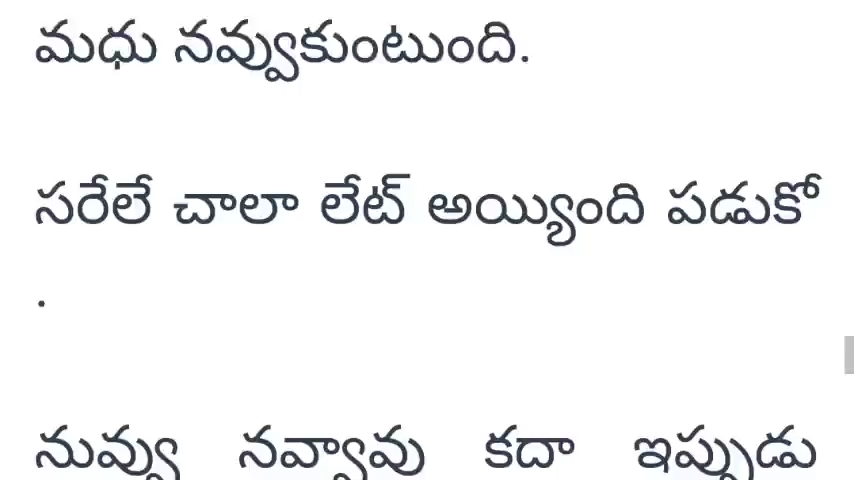 మధు నవ్వుకుంటుంది.
సరేలే చాలా లేట్ అయ్యింది పడుకో
.
నువ్వు నవ్వావు కదా ఇప్పుడు